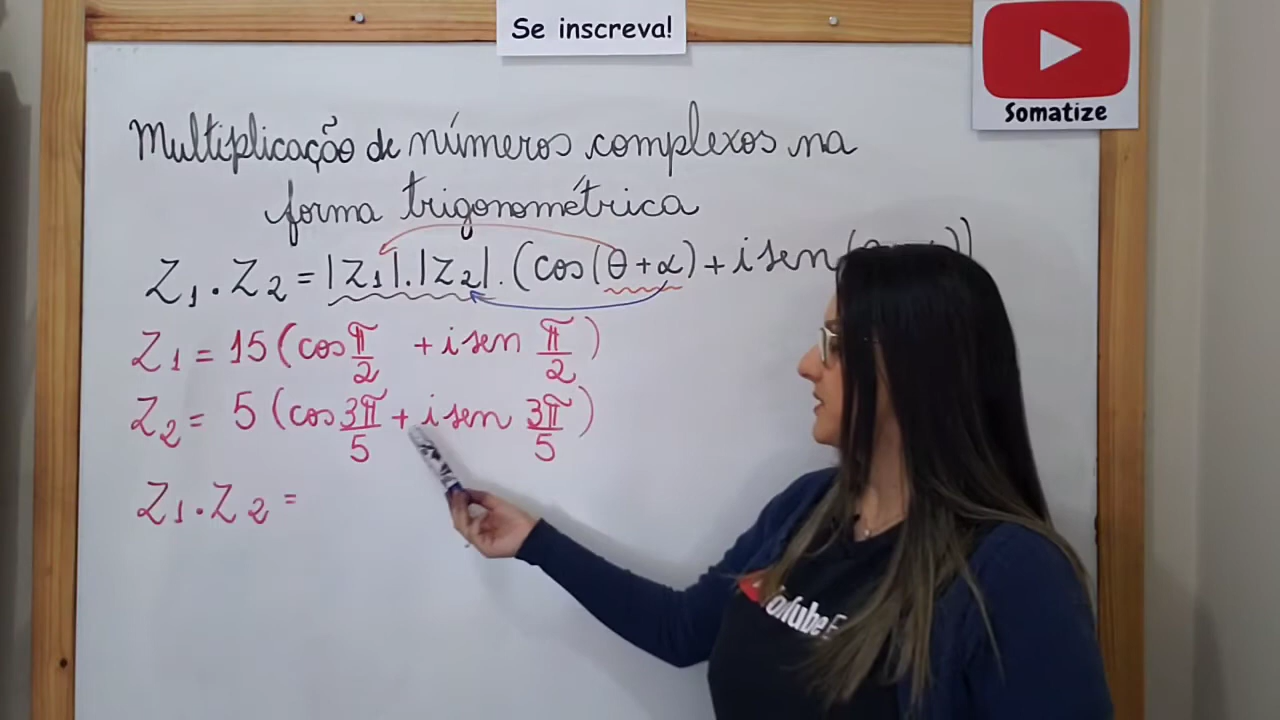 Se inscreva!
Somatize
Multiplicação de números complexos na
forma trigonométrica
Z₁ . Z₂ = |Z₁| . |Z₂| . (cos(θ+α) + i sen(
Z₁ = 15 (cos π/2 + i sen π/2)
Z₂ = 5 (cos 3π/5 + i sen 3π/5)
Z₁ . Z₂ =
YouTube